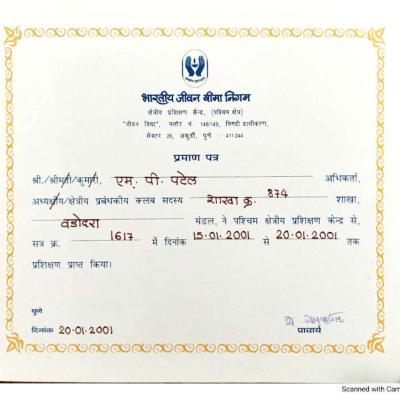 भारतीय जीवन बीमा निगम
क्षेत्रीय प्रशिक्षण केन्द्र, (पश्चिम क्षेत्र)
"जीवन विद्या", प्लॉट नं. 148/149, निगडी प्राधीकरण,
सेक्टर 26, आकुर्डी, पुणे - 411044
प्रमाण पत्र
श्री./श्रीमती/कुमारी, एम. पी. पटेल अभिकर्ता,
अध्यक्षीय/क्षेत्रीय प्रबंधकीय क्लब सदस्य शाखा क्र. 874 शाखा,
वडोदरा मंडल, ने पश्चिम क्षेत्रीय प्रशिक्षण केन्द्र से,
सत्र क्र. 1617 में दिनांक 15.01.2001 से 20.01.2001 तक
प्रशिक्षण प्राप्त किया।
पुणे
दिनांक 20.01.2001
प्राचार्य
Scanned with Cam